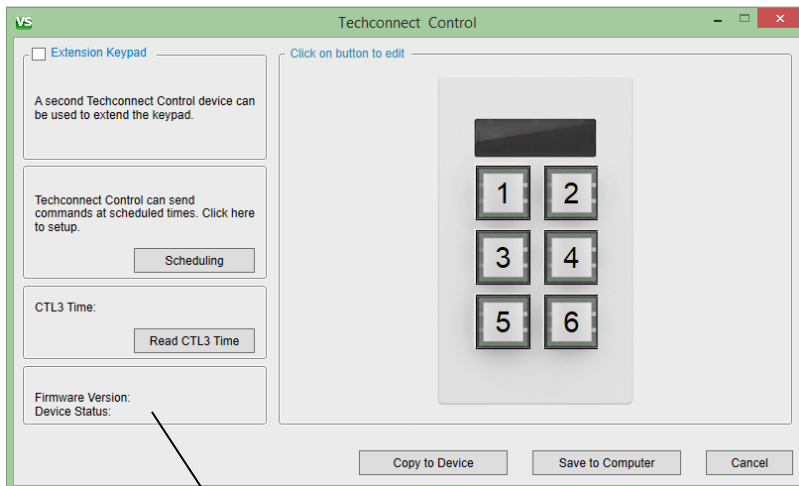 VS
Techconnect Control
Extension Keypad
A second Techconnect Control device can
be used to extend the keypad.
Techconnect Control can send
commands at scheduled times. Click here
to setup.
Scheduling
CTL3 Time:
Read CTL3 Time
Firmware Version:
Device Status:
Click on button to edit
1 2
3 4
5 6
Copy to Device
Save to Computer
Cancel